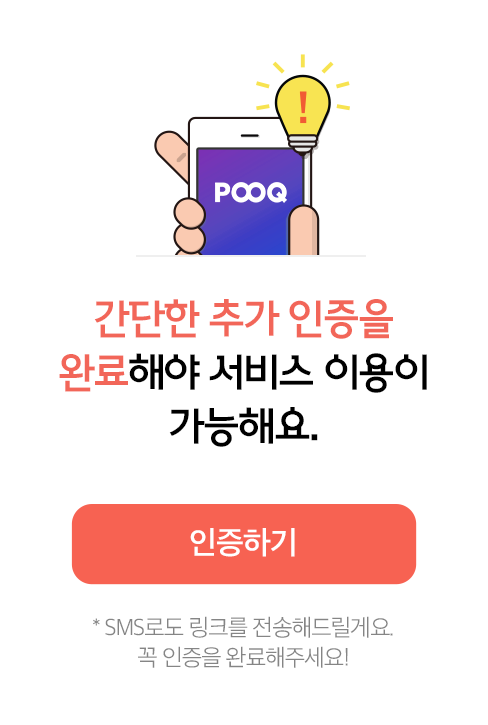 POOQ
간단한 추가 인증을
완료해야 서비스 이용이
가능해요.
인증하기
* SMS로도 링크를 전송해드릴게요.
꼭 인증을 완료해주세요!